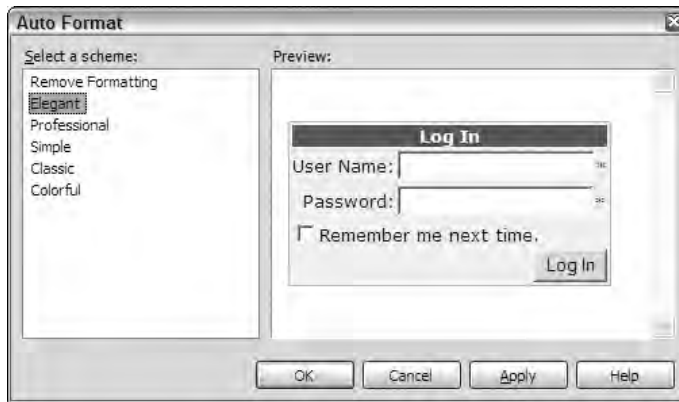 Auto Format
Select a scheme:
Remove Formatting
Elegant
Professional
Simple
Classic
Colorful
Preview:
Log In
User Name: *
Password: *
Remember me next time.
Log In
OK
Cancel
Apply
Help